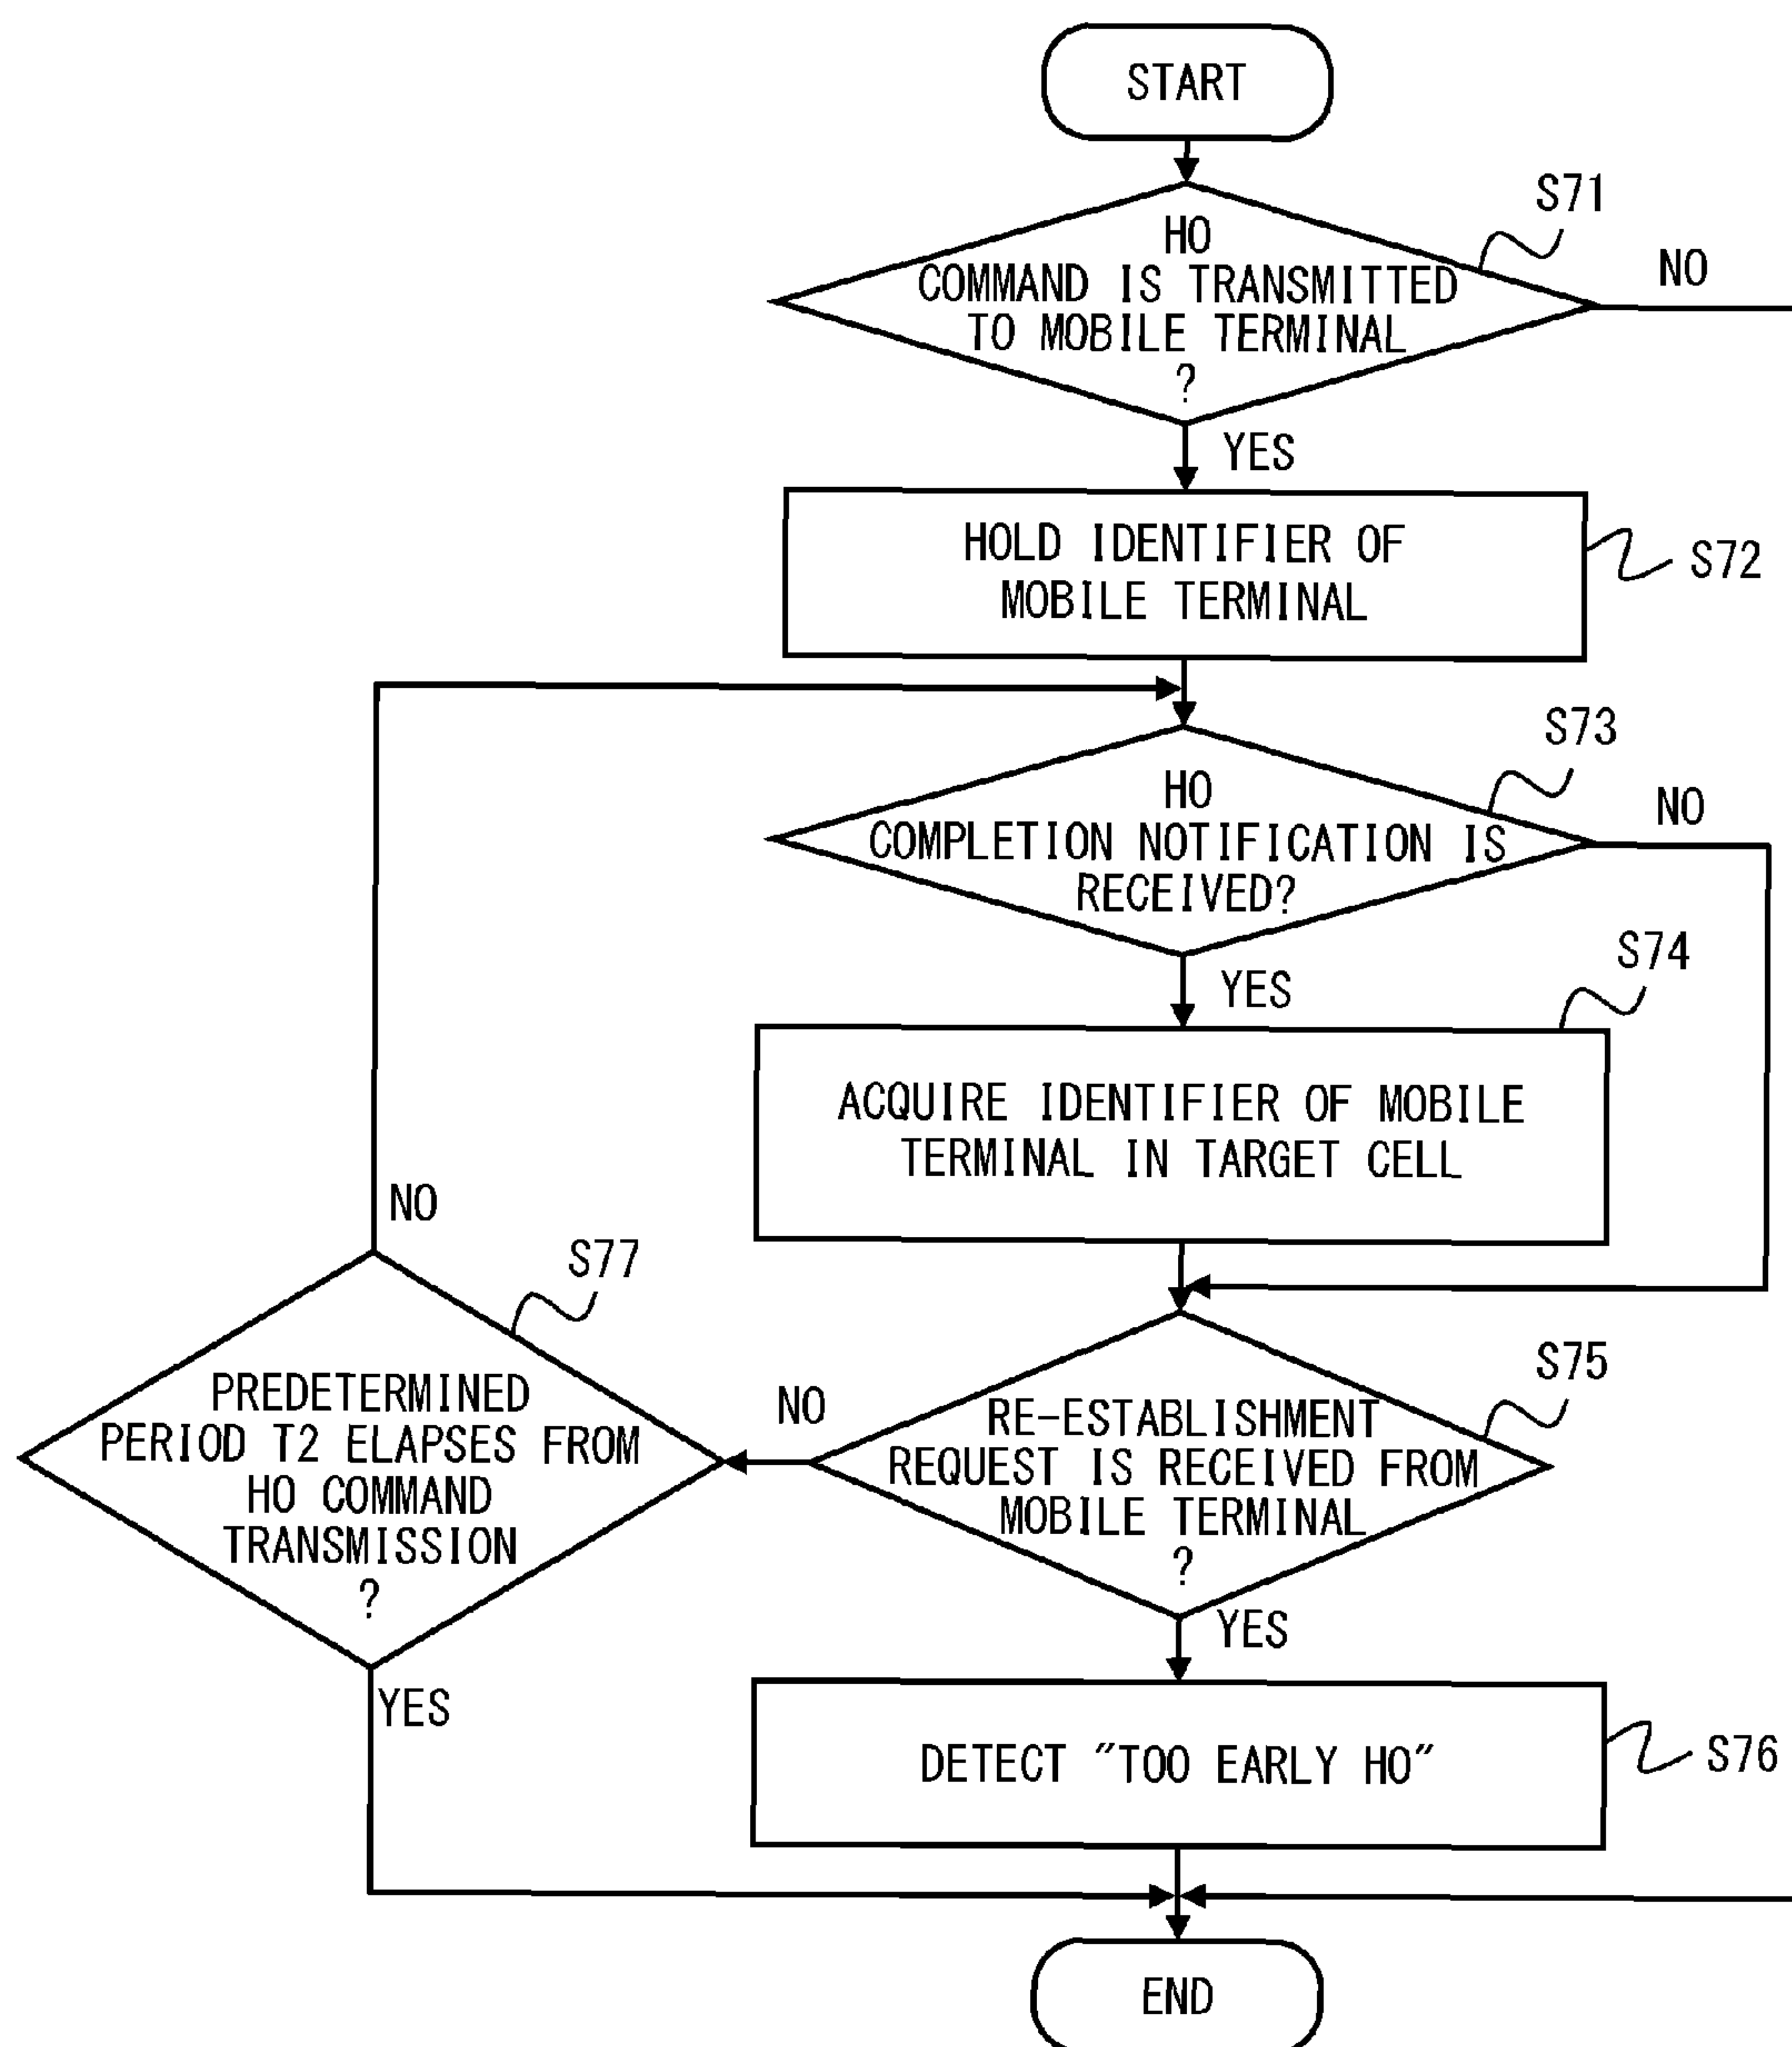 START
S71
HO
COMMAND IS TRANSMITTED
TO MOBILE TERMINAL
?
NO
YES
HOLD IDENTIFIER OF
MOBILE TERMINAL
S72
S73
HO
COMPLETION NOTIFICATION IS
RECEIVED?
NO
YES
S74
ACQUIRE IDENTIFIER OF MOBILE
TERMINAL IN TARGET CELL
NO
S77
PREDETERMINED
PERIOD T2 ELAPSES FROM
HO COMMAND
TRANSMISSION
?
YES
NO
S75
RE-ESTABLISHMENT
REQUEST IS RECEIVED FROM
MOBILE TERMINAL
?
YES
DETECT "TOO EARLY HO"
S76
END